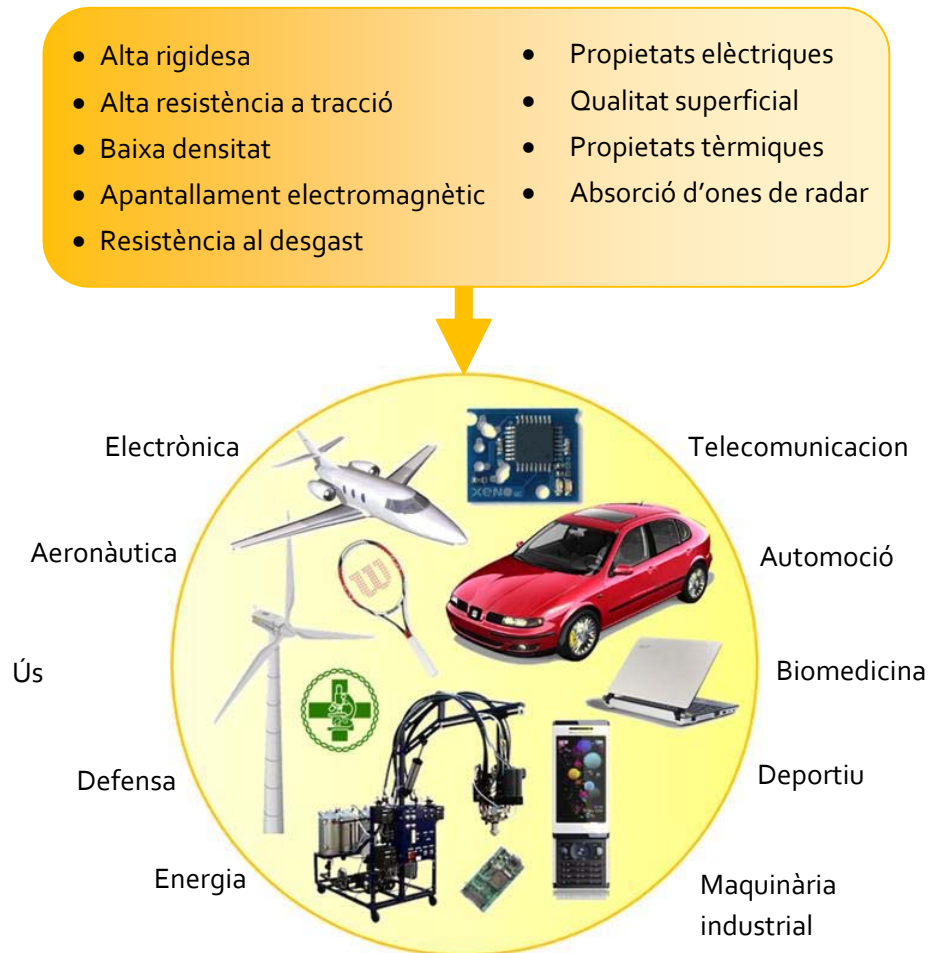 • Alta rigidesa
• Alta resistència a tracció
• Baixa densitat
• Apantallament electromagnètic
• Resistència al desgast
• Propietats elèctriques
• Qualitat superficial
• Propietats tèrmiques
• Absorció d’ones de radar
Electrònica
Telecomunicacion
Aeronàutica
Automoció
Ús
Biomedicina
Defensa
Deportiu
Energia
Maquinària
industrial
xeno
W